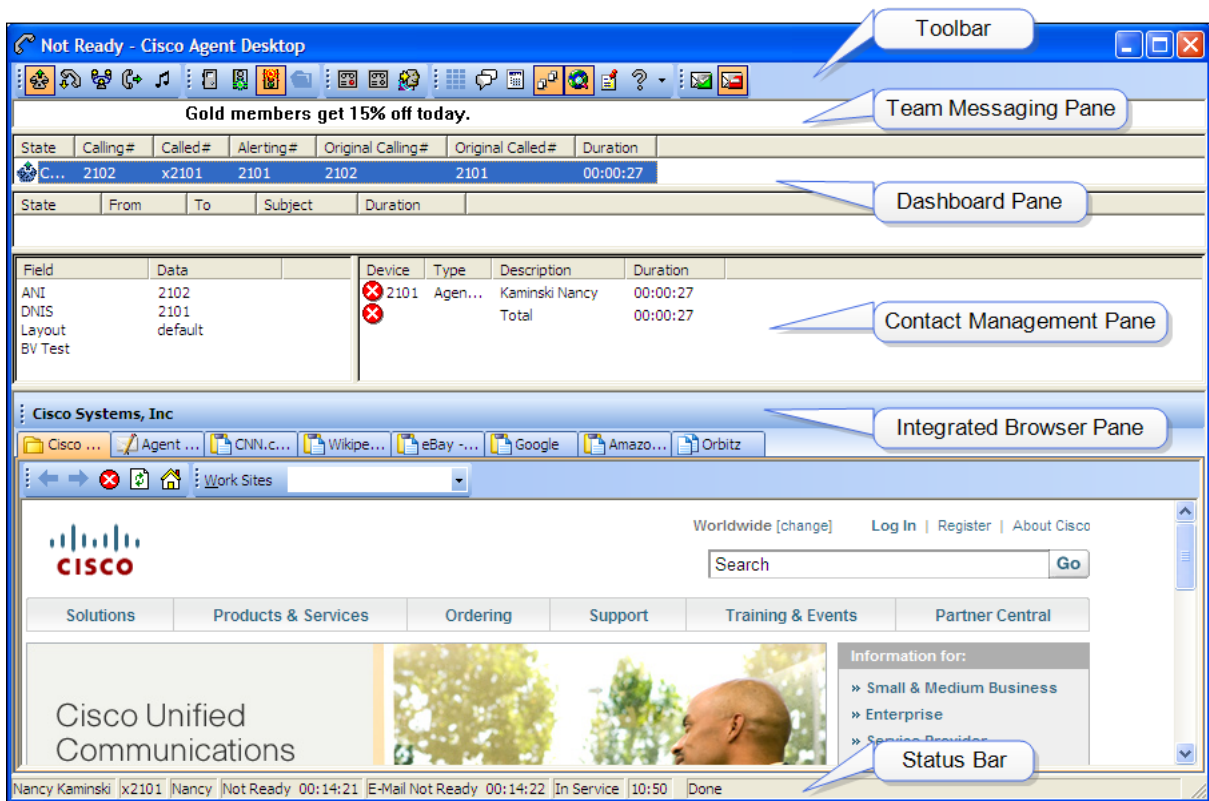 Toolbar
Not Ready - Cisco Agent Desktop
Team Messaging Pane
Gold members get 15% off today.
State Calling# Called# Alerting# Original Calling# Original Called# Duration
C... 2102 x2101 2101 2102 2101 00:00:27
Dashboard Pane
State From To Subject Duration
Field Data
ANI 2102
DNIS 2101
Layout default
BV Test
Device Type Description Duration
2101 Agen... Kaminski Nancy 00:00:27
Total 00:00:27
Contact Management Pane
Cisco Systems, Inc
Integrated Browser Pane
Cisco ... Agent ... CNN.c... Wikipe... eBay -... Google Amazo... Orbitz
Work Sites
Worldwide [change] Log In | Register | About Cisco
CISCO
Search Go
Solutions Products & Services Ordering Support Training & Events Partner Central
Information for:
» Small & Medium Business
» Enterprise
» Service Provider
Cisco Unified
Communications
Status Bar
Nancy Kaminski x2101 Nancy Not Ready 00:14:21 E-Mail Not Ready 00:14:22 In Service 10:50 Done